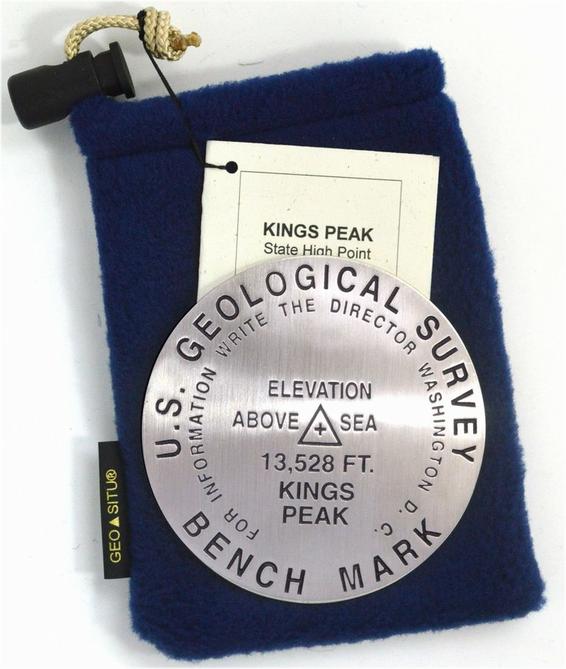 KINGS PEAK
State High Point
U.S. GEOLOGICAL SURVEY
FOR INFORMATION WRITE THE DIRECTOR WASHINGTON D. C.
ELEVATION
ABOVE + SEA
13,528 FT.
KINGS
PEAK
BENCH MARK
GEO▲SITU®